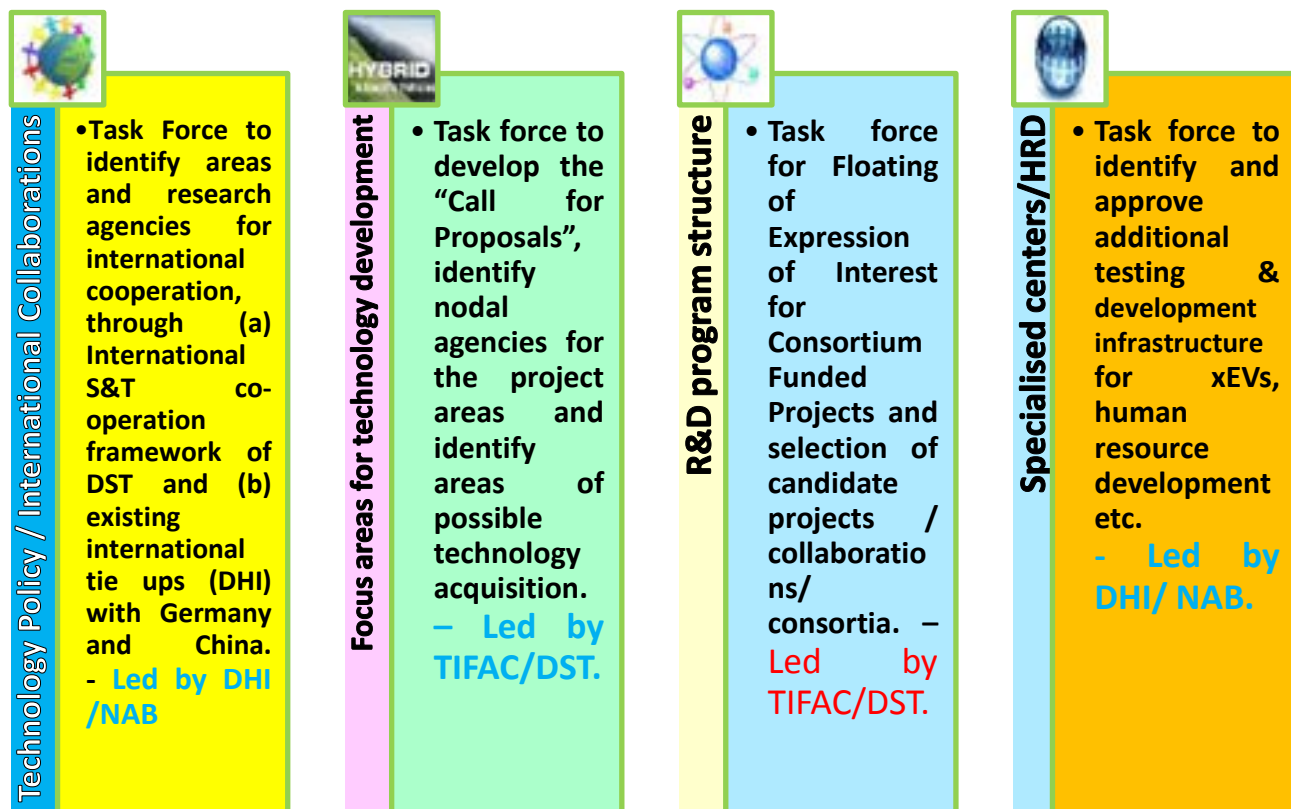 Technology Policy / International Collaborations
•Task Force to
identify areas
and research
agencies for
international
cooperation,
through (a)
International
S&T co-
operation
framework of
DST and (b)
existing
international
tie ups (DHI)
with Germany
and China.
- Led by DHI
/NAB
HYBRID
Focus areas for technology development
• Task force to
develop the
“Call for
Proposals”,
identify
nodal
agencies for
the project
areas and
identify
areas of
possible
technology
acquisition.
– Led by
TIFAC/DST.
R&D program structure
• Task force
for Floating
of
Expression
of Interest
for
Consortium
Funded
Projects and
selection of
candidate
projects /
collaboratio
ns/
consortia. –
Led by
TIFAC/DST.
Specialised centers/HRD
• Task force to
identify and
approve
additional
testing &
development
infrastructure
for xEVs,
human
resource
development
etc.
- Led by
DHI/ NAB.